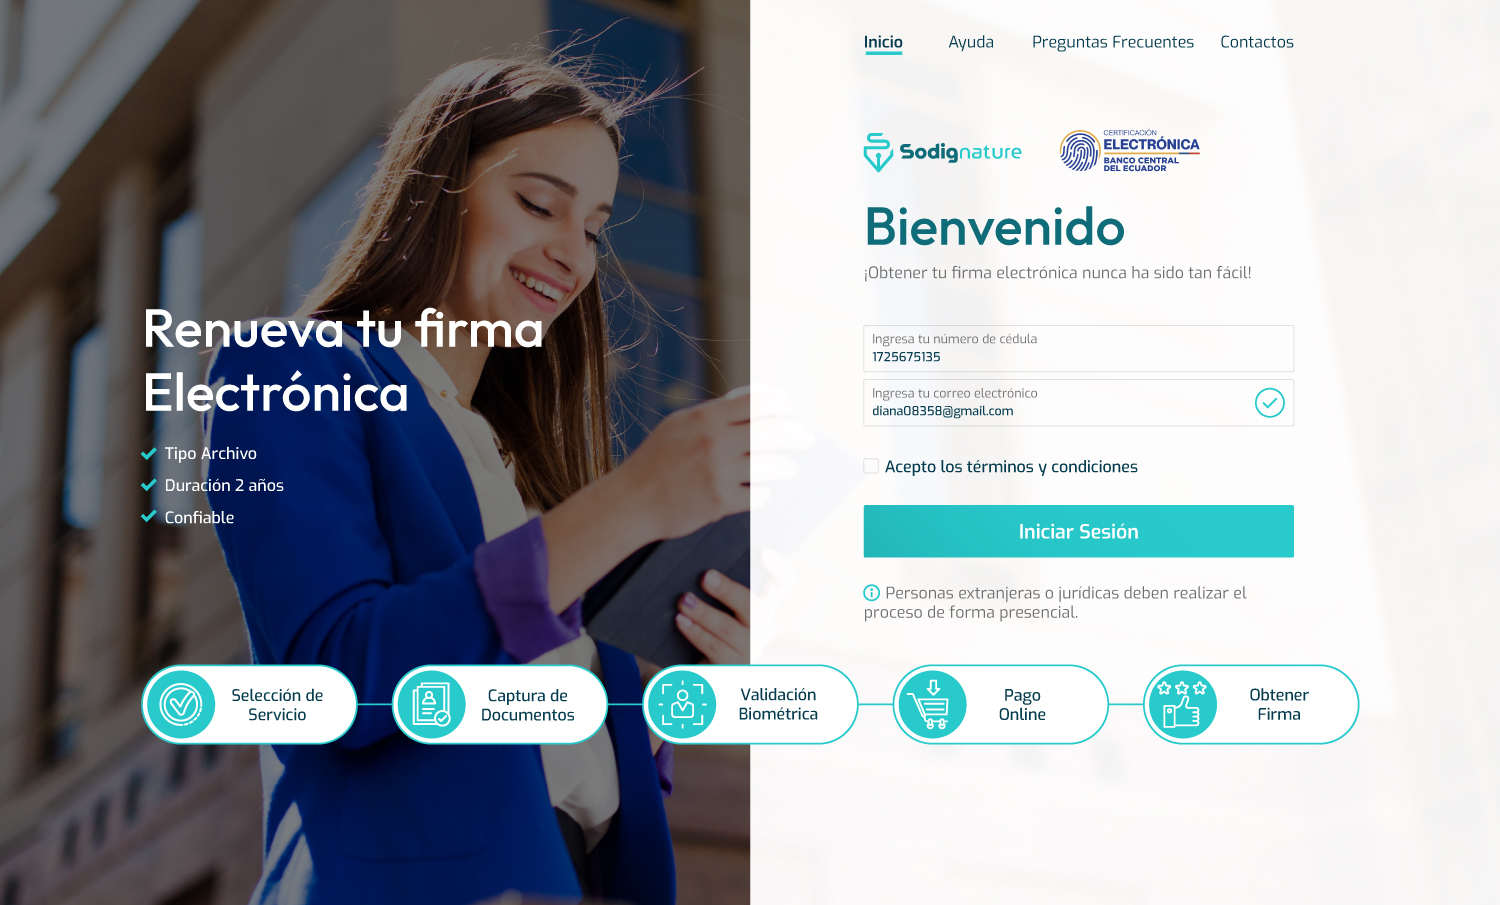 Inicio
Ayuda
Preguntas Frecuentes
Contactos
Sodignature
CERTIFICACIÓN
ELECTRÓNICA
BANCO CENTRAL
DEL ECUADOR
Bienvenido
¡Obtener tu firma electrónica nunca ha sido tan fácil!
Renueva tu firma
Electrónica
Tipo Archivo
Duración 2 años
Confiable
Ingresa tu número de cédula
1725675135
Ingresa tu correo electrónico
diana08358@gmail.com
Acepto los términos y condiciones
Iniciar Sesión
Personas extranjeras o jurídicas deben realizar el
proceso de forma presencial.
Selección de
Servicio
Captura de
Documentos
Validación
Biométrica
Pago
Online
Obtener
Firma